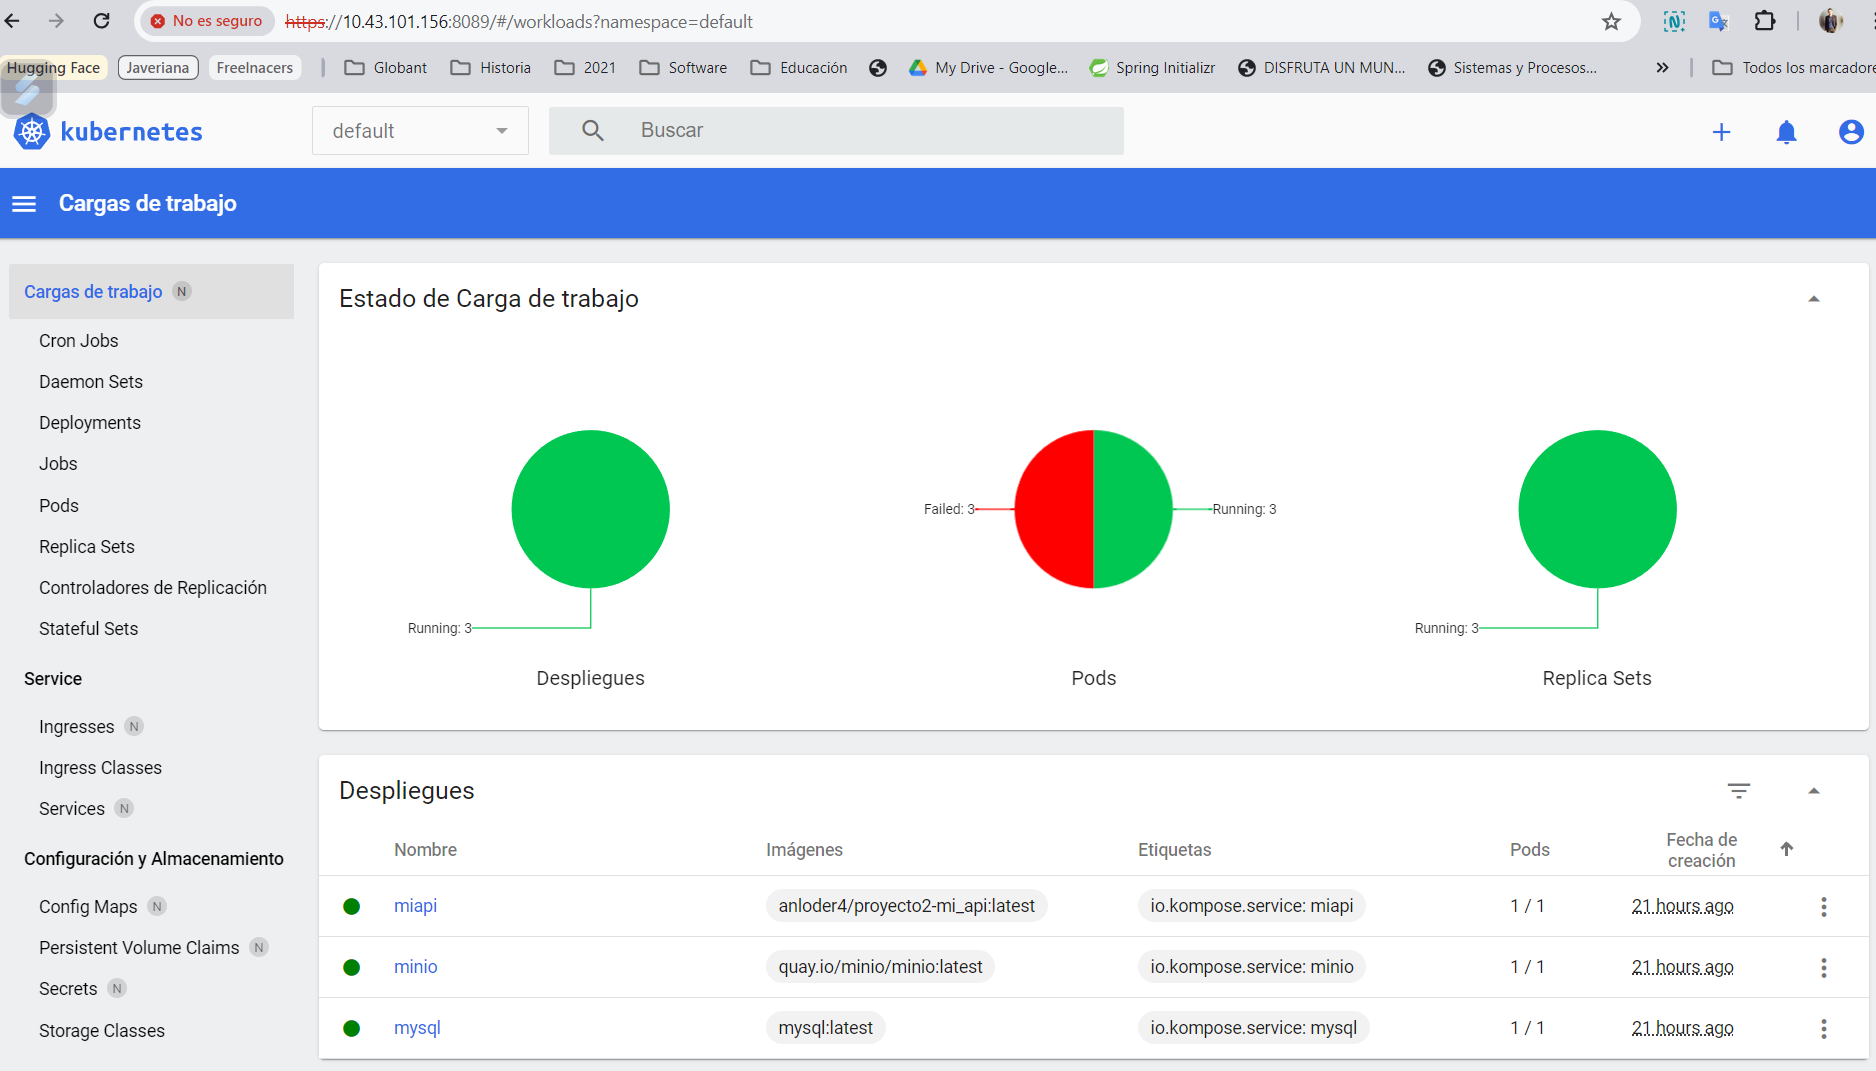 No es seguro https://10.43.101.156:8089/#/workloads?namespace=default
Hugging Face Javeriana Freelnacers Globant Historia 2021 Software Educación My Drive - Google... Spring Initializr DISFRUTA UN MUN... Sistemas y Procesos... » Todos los marcadore
kubernetes default Buscar
Cargas de trabajo
Cargas de trabajo N
Cron Jobs
Daemon Sets
Deployments
Jobs
Pods
Replica Sets
Controladores de Replicación
Stateful Sets
Service
Ingresses N
Ingress Classes
Services N
Configuración y Almacenamiento
Config Maps N
Persistent Volume Claims N
Secrets N
Storage Classes
Estado de Carga de trabajo
Running: 3
Despliegues
Failed: 3
Running: 3
Pods
Running: 3
Replica Sets
Despliegues
Nombre Imágenes Etiquetas Pods Fecha de creación
miapi anloder4/proyecto2-mi_api:latest io.kompose.service: miapi 1 / 1 21 hours ago
minio quay.io/minio/minio:latest io.kompose.service: minio 1 / 1 21 hours ago
mysql mysql:latest io.kompose.service: mysql 1 / 1 21 hours ago